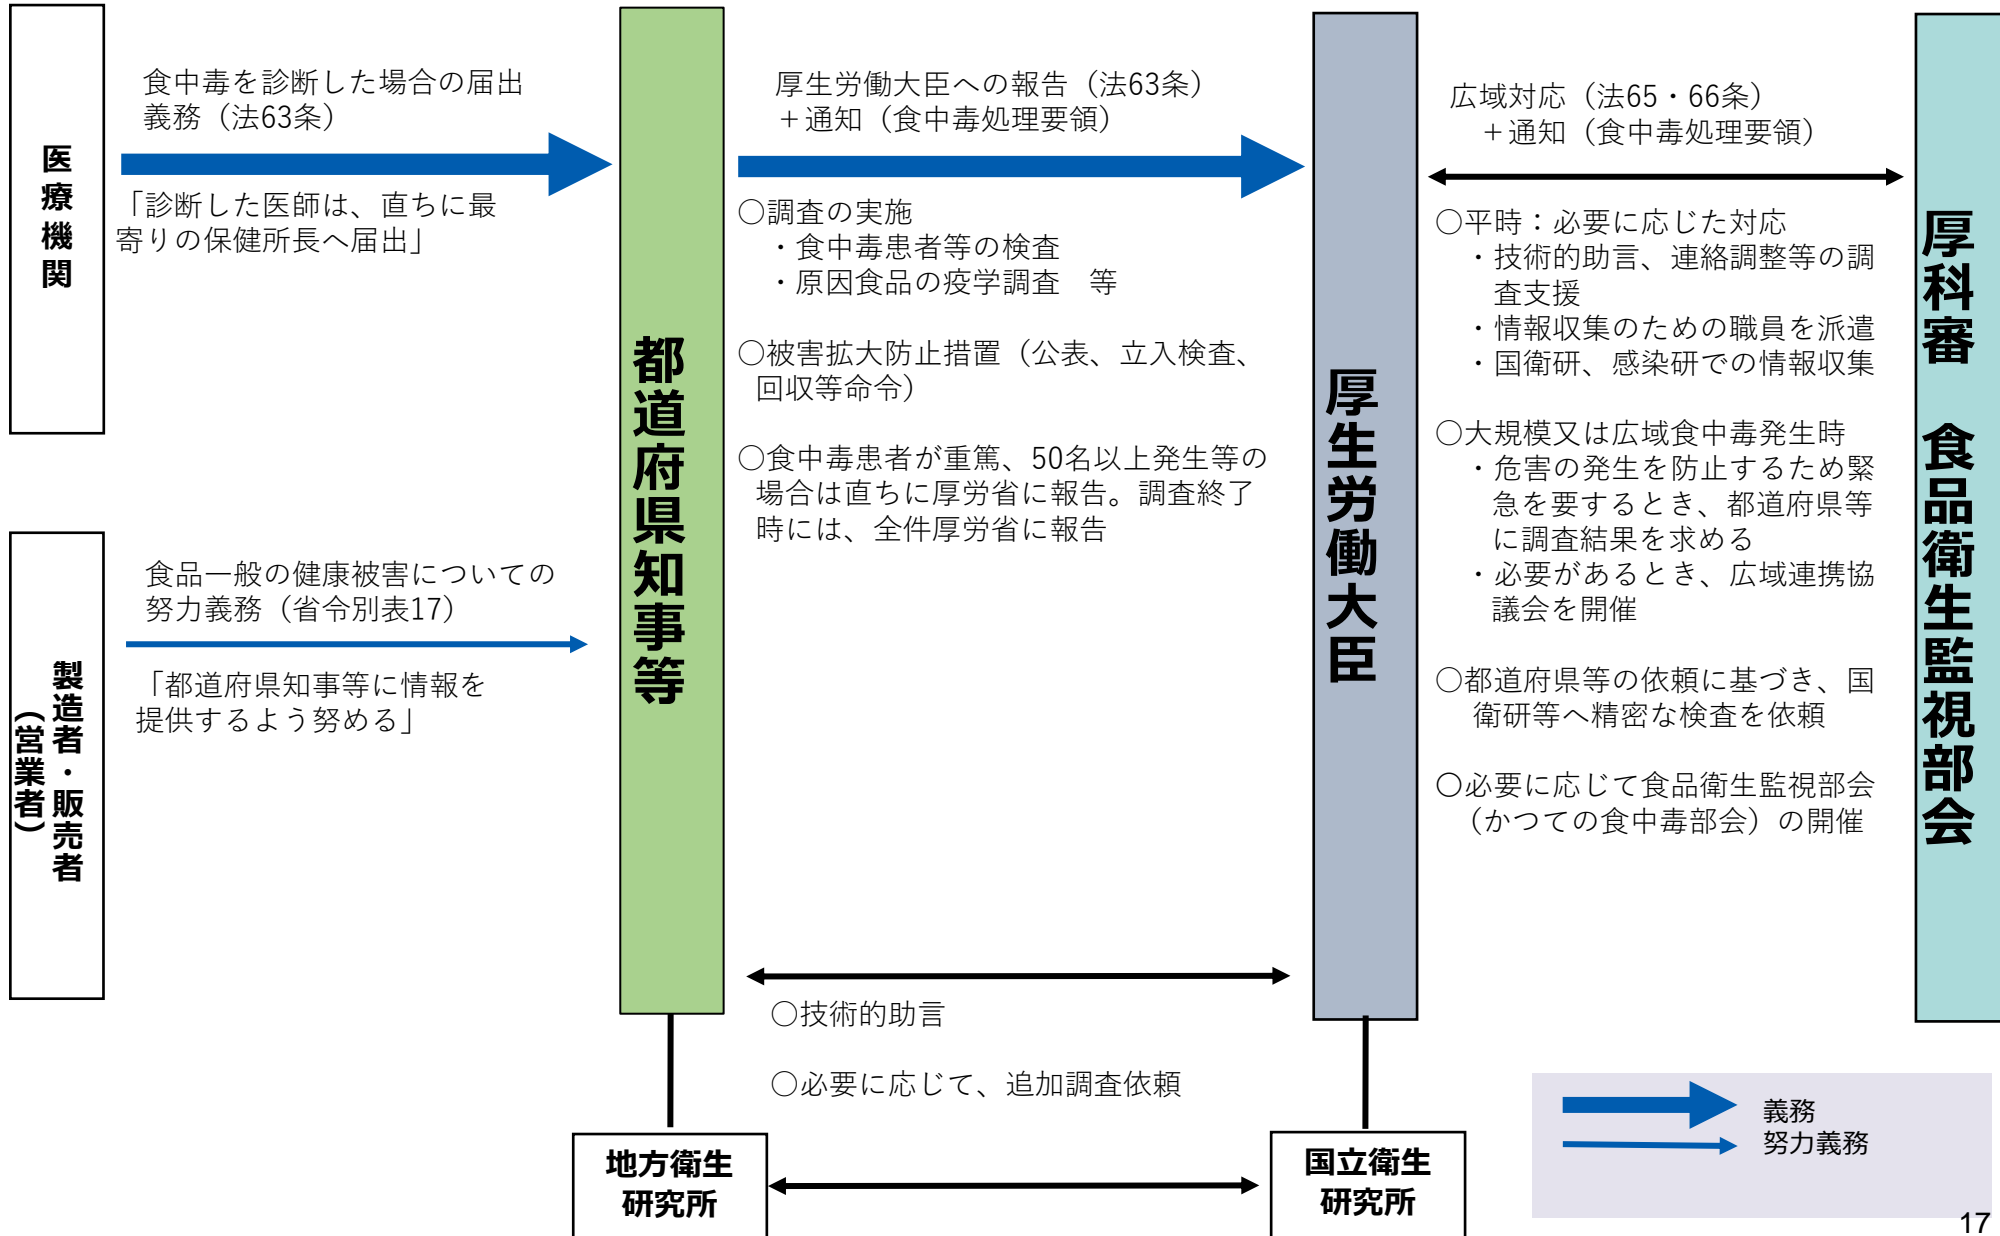 医療機関
食中毒を診断した場合の届出
義務（法63条）
「診断した医師は、直ちに最
寄りの保健所長へ届出」
製造者・販売者
（営業者）
食品一般の健康被害についての
努力義務（省令別表17）
「都道府県知事等に情報を
提供するよう努める」
都道府県知事等
厚生労働大臣への報告（法63条）
＋通知（食中毒処理要領）
○調査の実施
・食中毒患者等の検査
・原因食品の疫学調査　等
○被害拡大防止措置（公表、立入検査、
回収等命令）
○食中毒患者が重篤、50名以上発生等の
場合は直ちに厚労省に報告。調査終了
時には、全件厚労省に報告
○技術的助言
○必要に応じて、追加調査依頼
厚生労働大臣
広域対応（法65・66条）
＋通知（食中毒処理要領）
○平時：必要に応じた対応
・技術的助言、連絡調整等の調
査支援
・情報収集のための職員を派遣
・国衛研、感染研での情報収集
○大規模又は広域食中毒発生時
・危害の発生を防止するため緊
急を要するとき、都道府県等
に調査結果を求める
・必要があるとき、広域連携協
議会を開催
○都道府県等の依頼に基づき、国
衛研等へ精密な検査を依頼
○必要に応じて食品衛生監視部会
（かつての食中毒部会）の開催
厚科審　食品衛生監視部会
地方衛生
研究所
国立衛生
研究所
義務
努力義務
17